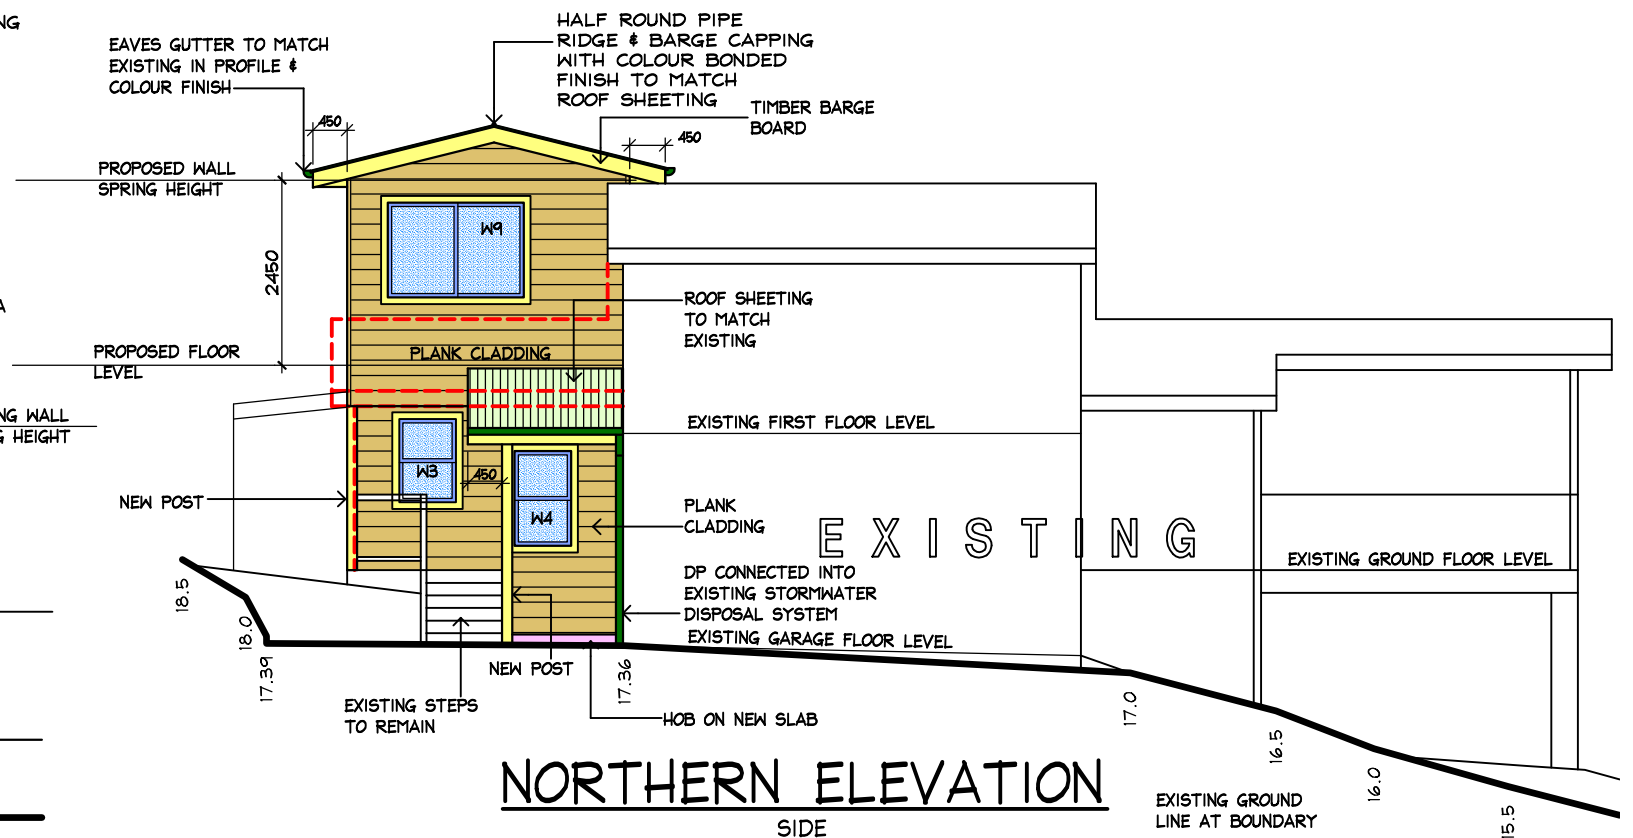 EAVES GUTTER TO MATCH
EXISTING IN PROFILE &
COLOUR FINISH
HALF ROUND PIPE
RIDGE & BARGE CAPPING
WITH COLOUR BONDED
FINISH TO MATCH
ROOF SHEETING
TIMBER BARGE
BOARD
450
450
PROPOSED WALL
SPRING HEIGHT
W9
2450
ROOF SHEETING
TO MATCH
EXISTING
PROPOSED FLOOR
LEVEL
PLANK CLADDING
WALL
HEIGHT
EXISTING FIRST FLOOR LEVEL
W3
450
NEW POST
W4
PLANK
CLADDING
EXISTING
EXISTING GROUND FLOOR LEVEL
DP CONNECTED INTO
EXISTING STORMWATER
DISPOSAL SYSTEM
EXISTING GARAGE FLOOR LEVEL
18.5
18.0
17.39
NEW POST
17.36
EXISTING STEPS
TO REMAIN
HOB ON NEW SLAB
17.0
16.5
16.0
15.5
NORTHERN ELEVATION
SIDE
EXISTING GROUND
LINE AT BOUNDARY